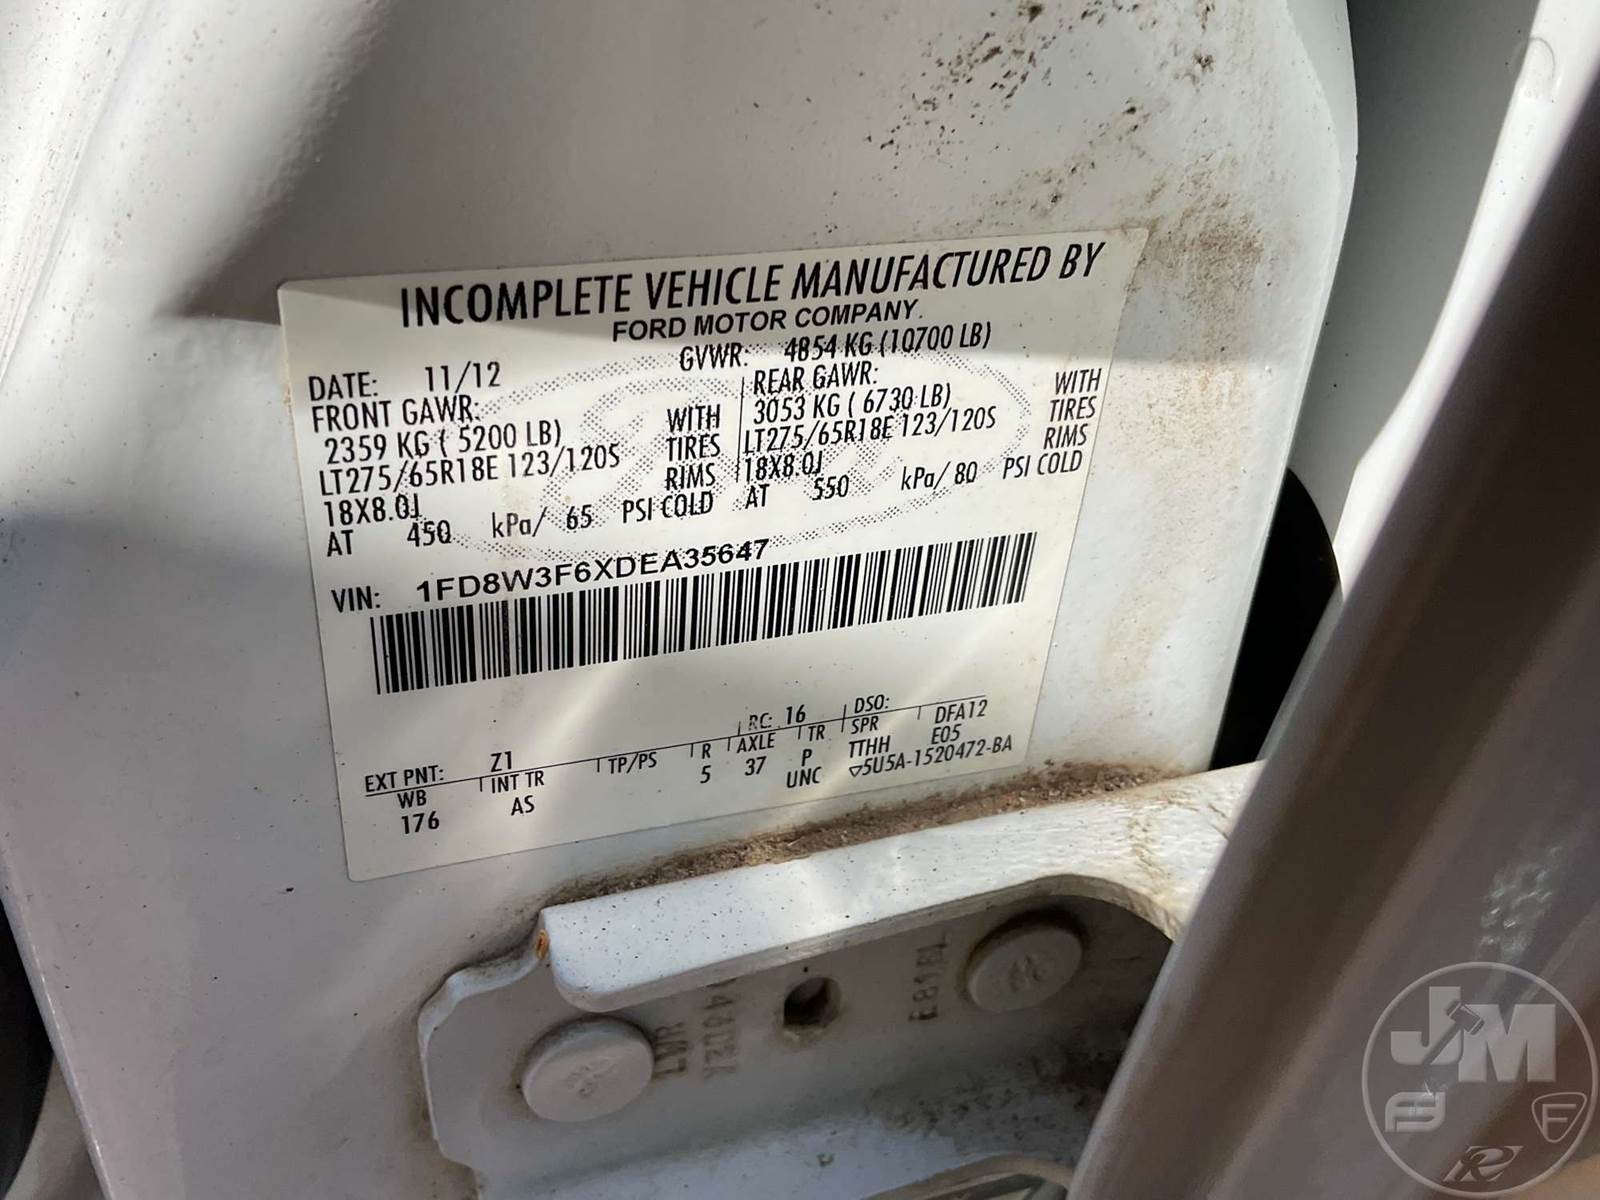 INCOMPLETE VEHICLE MANUFACTURED BY
FORD MOTOR COMPANY.
DATE: 11/12
GVWR: 4854 KG (10700 LB)
FRONT GAWR:
2359 KG ( 5200 LB) WITH
LT275/65R18E 123/120S TIRES
18X8.0J RIMS
AT 450 kPa/ 65 PSI COLD
REAR GAWR:
3053 KG ( 6730 LB) WITH
LT275/65R18E 123/120S TIRES
18X8.0J RIMS
AT 550 kPa/ 80 PSI COLD
VIN: 1FD8W3F6XDEA35647
EXT PNT: Z1 RC: 16 DSO:
WB INT TR TP/PS R AXLE TR SPR DFA12
176 AS 5 37 P TTHH E05
UNC ▽5U5A-1520472-BA
E8181
JM
F